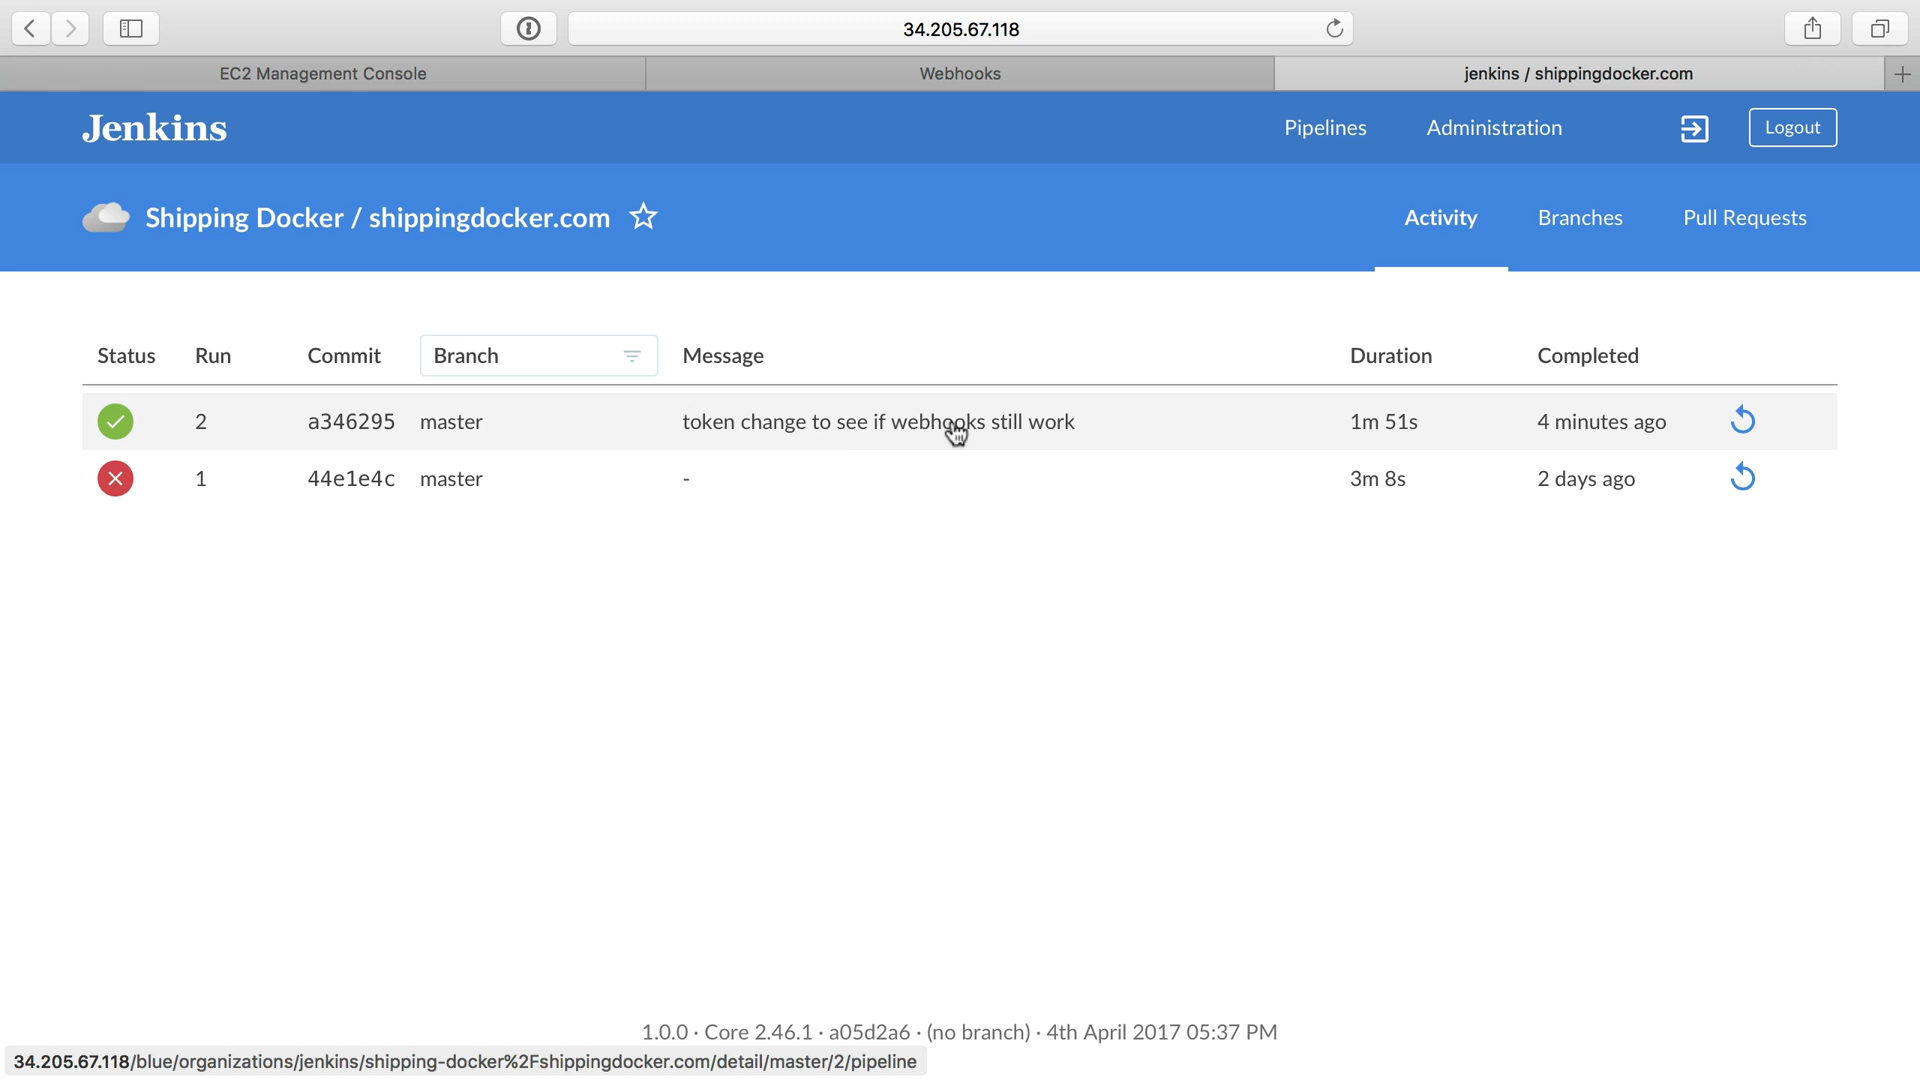 34.205.67.118
EC2 Management Console
Webhooks
jenkins / shippingdocker.com
Jenkins
Pipelines
Administration
Logout
Shipping Docker / shippingdocker.com
Activity
Branches
Pull Requests
Status Run Commit Branch Message Duration Completed
2 a346295 master token change to see if webhooks still work 1m 51s 4 minutes ago
1 44e1e4c master - 3m 8s 2 days ago
1.0.0 · Core 2.46.1 · a05d2a6 · (no branch) · 4th April 2017 05:37 PM
34.205.67.118/blue/organizations/jenkins/shipping-docker%2Fshippingdocker.com/detail/master/2/pipeline